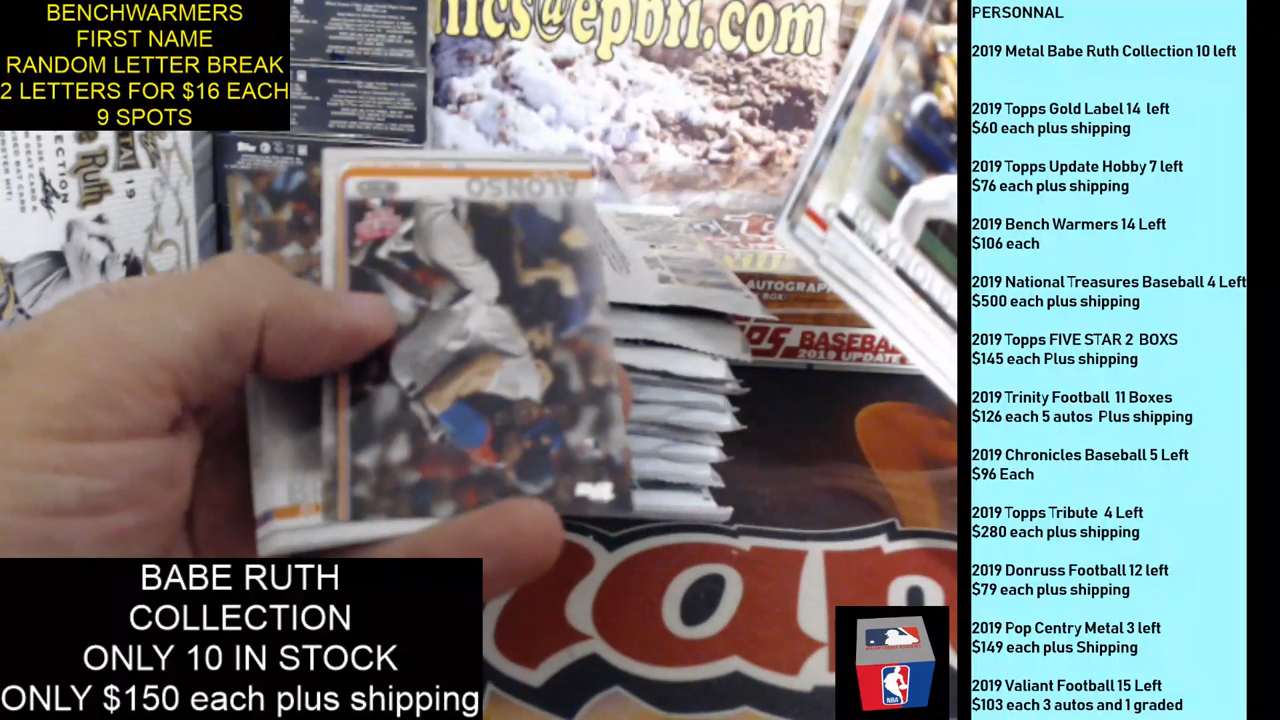 BENCHWARMERS
FIRST NAME
RANDOM LETTER BREAK
2 LETTERS FOR $16 EACH
9 SPOTS
nics@epbti.com
ALONSO
AUTOGRAPH
BASEBA
2019 UPDATE
BABE RUTH
COLLECTION
ONLY 10 IN STOCK
ONLY $150 each plus shipping
NBA
PERSONNAL
2019 Metal Babe Ruth Collection 10 left
2019 Topps Gold Label 14 left
$60 each plus shipping
2019 Topps Update Hobby 7 left
$76 each plus shipping
2019 Bench Warmers 14 Left
$106 each
2019 National Treasures Baseball 4 Left
$500 each plus shipping
2019 Topps FIVE STAR 2 BOXS
$145 each Plus shipping
2019 Trinity Football 11 Boxes
$126 each 5 autos Plus shipping
2019 Chronicles Baseball 5 Left
$96 Each
2019 Topps Tribute 4 Left
$280 each plus shipping
2019 Donruss Football 12 left
$79 each plus shipping
2019 Pop Centry Metal 3 left
$149 each plus Shipping
2019 Valiant Football 15 Left
$103 each 3 autos and 1 graded